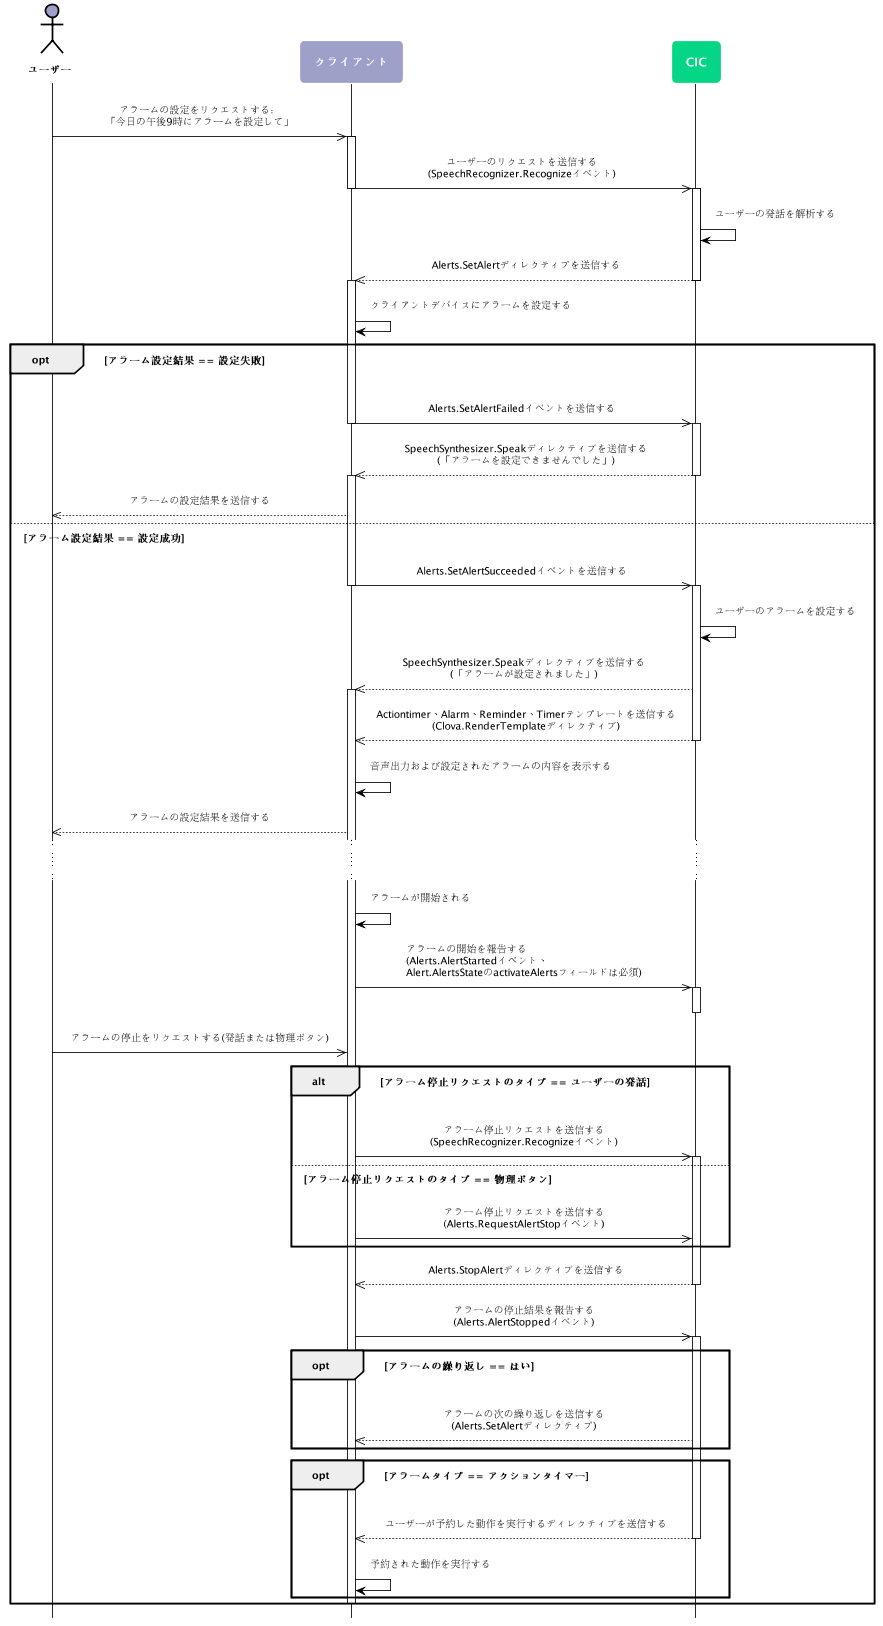 ユーザー
クライアント
CIC
アラームの設定をリクエストする:
「今日の午後9時にアラームを設定して」
ユーザーのリクエストを送信する
(SpeechRecognizer.Recognizeイベント)
ユーザーの発話を解析する
Alerts.SetAlertディレクティブを送信する
クライアントデバイスにアラームを設定する
opt
[アラーム設定結果 == 設定失敗]
Alerts.SetAlertFailedイベントを送信する
SpeechSynthesizer.Speakディレクティブを送信する
(「アラームを設定できませんでした」)
アラームの設定結果を送信する
[アラーム設定結果 == 設定成功]
Alerts.SetAlertSucceededイベントを送信する
ユーザーのアラームを設定する
SpeechSynthesizer.Speakディレクティブを送信する
(「アラームが設定されました」)
Actiontimer、Alarm、Reminder、Timerテンプレートを送信する
(Clova.RenderTemplateディレクティブ)
音声出力および設定されたアラームの内容を表示する
アラームの設定結果を送信する
アラームが開始される
アラームの開始を報告する
(Alerts.AlertStartedイベント、
Alert.AlertsStateのactivateAlertsフィールドは必須)
アラームの停止をリクエストする(発話または物理ボタン)
alt
[アラーム停止リクエストのタイプ == ユーザーの発話]
アラーム停止リクエストを送信する
(SpeechRecognizer.Recognizeイベント)
[アラーム停止リクエストのタイプ == 物理ボタン]
アラーム停止リクエストを送信する
(Alerts.RequestAlertStopイベント)
Alerts.StopAlertディレクティブを送信する
アラームの停止結果を報告する
(Alerts.AlertStoppedイベント)
opt
[アラームの繰り返し == はい]
アラームの次の繰り返しを送信する
(Alerts.SetAlertディレクティブ)
opt
[アラームタイプ == アクションタイマー]
ユーザーが予約した動作を実行するディレクティブを送信する
予約された動作を実行する